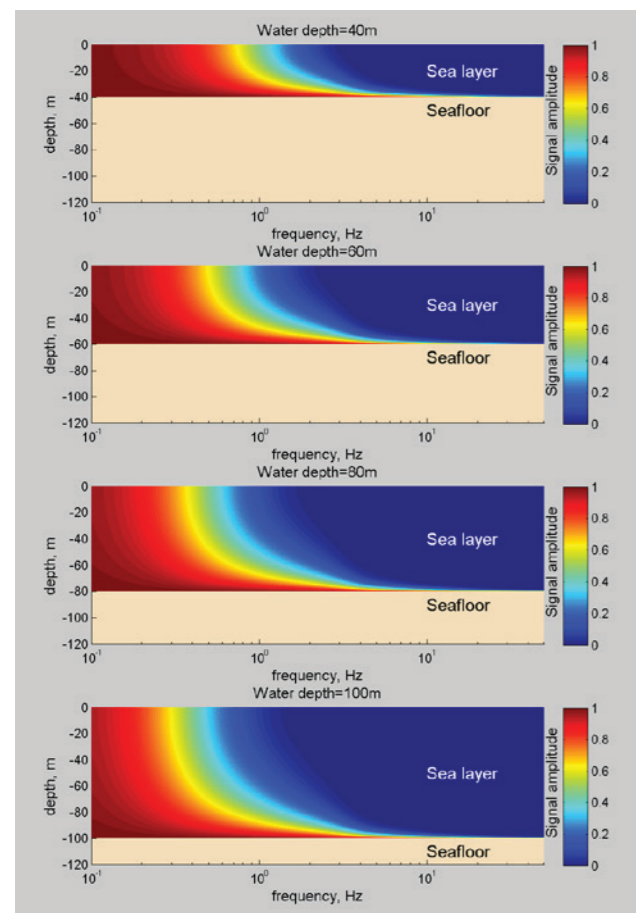 Water depth=40m
0
-20
-40
-60
-80
-100
-120
depth, m
Sea layer
Seafloor
10⁻¹ 10⁰ 10¹
frequency, Hz
Signal amplitude
1
0.8
0.6
0.4
0.2
0
Water depth=60m
0
-20
-40
-60
-80
-100
-120
depth, m
Sea layer
Seafloor
10⁻¹ 10⁰ 10¹
frequency, Hz
Signal amplitude
1
0.8
0.6
0.4
0.2
0
Water depth=80m
0
-20
-40
-60
-80
-100
-120
depth, m
Sea layer
Seafloor
10⁻¹ 10⁰ 10¹
frequency, Hz
Signal amplitude
1
0.8
0.6
0.4
0.2
0
Water depth=100m
0
-20
-40
-60
-80
-100
-120
depth, m
Sea layer
Seafloor
10⁻¹ 10⁰ 10¹
frequency, Hz
Signal amplitude
1
0.8
0.6
0.4
0.2
0